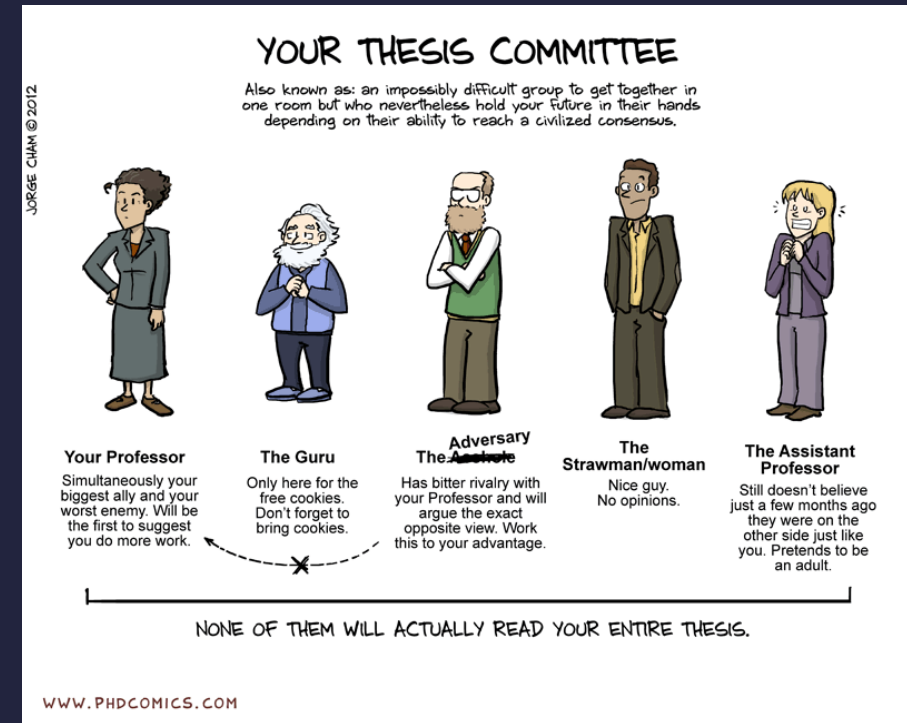 YOUR THESIS COMMITTEE
Also known as: an impossibly difficult group to get together in
one room but who nevertheless hold your future in their hands
depending on their ability to reach a civilized consensus.
JORGE CHAM © 2012
Your Professor
Simultaneously your
biggest ally and your
worst enemy. Will be
the first to suggest
you do more work.
The Guru
Only here for the
free cookies.
Don't forget to
bring cookies.
Adversary
The Asshole
Has bitter rivalry with
your Professor and will
argue the exact
opposite view. Work
this to your advantage.
The
Strawman/woman
Nice guy.
No opinions.
The Assistant
Professor
Still doesn't believe
just a few months ago
they were on the
other side just like
you. Pretends to be
an adult.
NONE OF THEM WILL ACTUALLY READ YOUR ENTIRE THESIS.
WWW.PHDCOMICS.COM